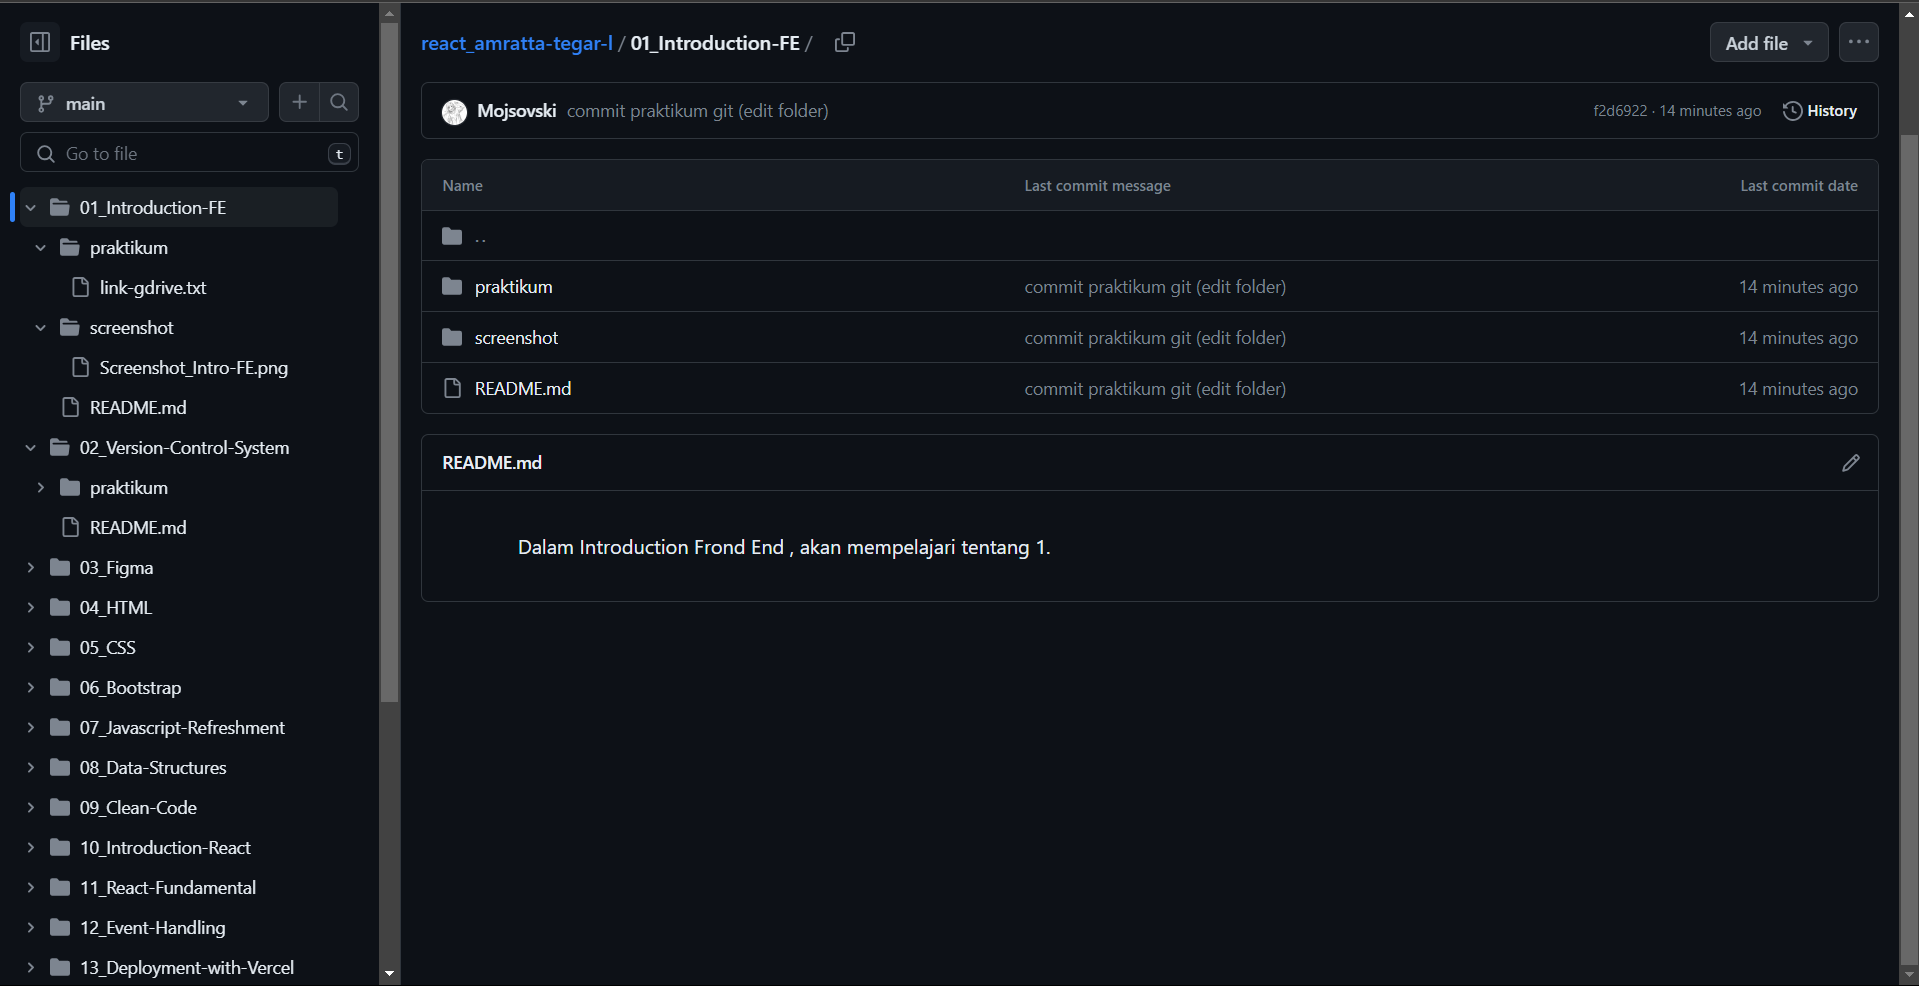 Files
main
Go to file
t
01_Introduction-FE
praktikum
link-gdrive.txt
screenshot
Screenshot_Intro-FE.png
README.md
02_Version-Control-System
praktikum
README.md
03_Figma
04_HTML
05_CSS
06_Bootstrap
07_Javascript-Refreshment
08_Data-Structures
09_Clean-Code
10_Introduction-React
11_React-Fundamental
12_Event-Handling
13_Deployment-with-Vercel
react_amratta-tegar-l / 01_Introduction-FE /
Add file
Mojsovski commit praktikum git (edit folder) f2d6922 · 14 minutes ago History
Name Last commit message Last commit date
..
praktikum commit praktikum git (edit folder) 14 minutes ago
screenshot commit praktikum git (edit folder) 14 minutes ago
README.md commit praktikum git (edit folder) 14 minutes ago
README.md
Dalam Introduction Frond End , akan mempelajari tentang 1.